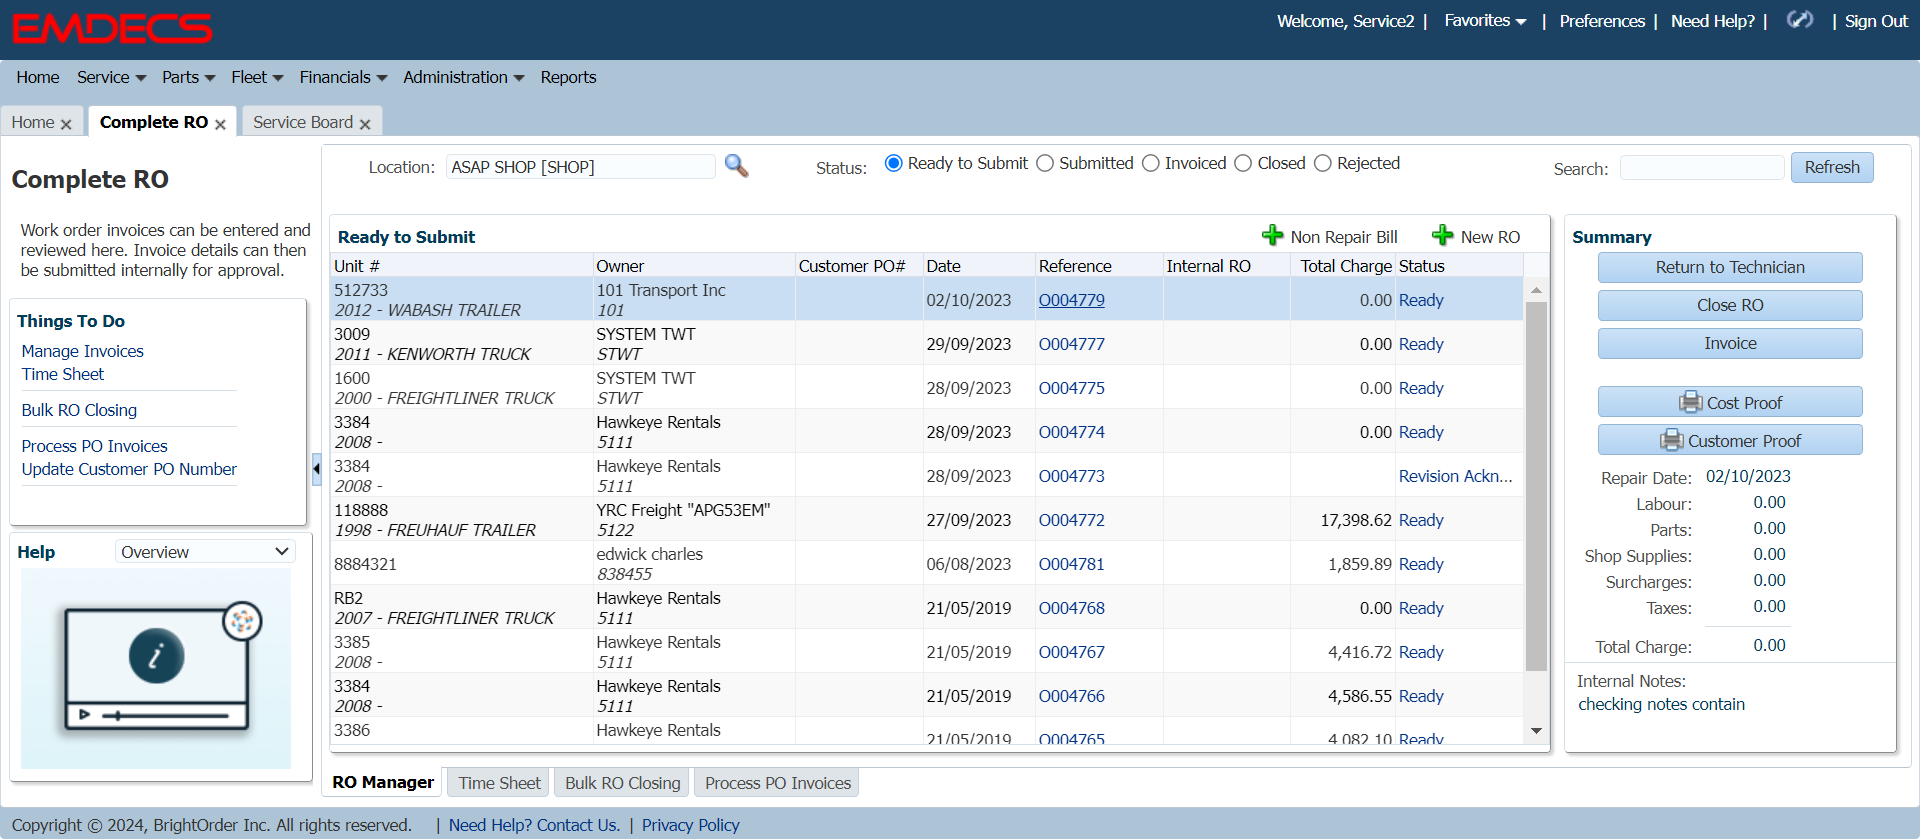 EMDECS
Welcome, Service2 | Favorites | Preferences | Need Help? | | Sign Out
Home Service Parts Fleet Financials Administration Reports
Home Complete RO Service Board
Complete RO
Work order invoices can be entered and
reviewed here. Invoice details can then
be submitted internally for approval.
Things To Do
Manage Invoices
Time Sheet
Bulk RO Closing
Process PO Invoices
Update Customer PO Number
Help Overview
i
Location: ASAP SHOP [SHOP] Status: Ready to Submit Submitted Invoiced Closed Rejected Search: Refresh
Ready to Submit Non Repair Bill New RO
Unit # Owner Customer PO# Date Reference Internal RO Total Charge Status
512733 101 Transport Inc 02/10/2023 O004779 0.00 Ready
2012 - WABASH TRAILER 101
3009 SYSTEM TWT 29/09/2023 O004777 0.00 Ready
2011 - KENWORTH TRUCK STWT
1600 SYSTEM TWT 28/09/2023 O004775 0.00 Ready
2000 - FREIGHTLINER TRUCK STWT
3384 Hawkeye Rentals 28/09/2023 O004774 0.00 Ready
2008 - 5111
3384 Hawkeye Rentals 28/09/2023 O004773 Revision Ackn...
2008 - 5111
118888 YRC Freight "APG53EM" 27/09/2023 O004772 17,398.62 Ready
1998 - FREUHAUF TRAILER 5122
8884321 edwick charles 06/08/2023 O004781 1,859.89 Ready
838455
RB2 Hawkeye Rentals 21/05/2019 O004768 0.00 Ready
2007 - FREIGHTLINER TRUCK 5111
3385 Hawkeye Rentals 21/05/2019 O004767 4,416.72 Ready
2008 - 5111
3384 Hawkeye Rentals 21/05/2019 O004766 4,586.55 Ready
2008 - 5111
3386 Hawkeye Rentals 21/05/2019 O004765 4,082.10 Ready
Summary
Return to Technician
Close RO
Invoice
Cost Proof
Customer Proof
Repair Date: 02/10/2023
Labour: 0.00
Parts: 0.00
Shop Supplies: 0.00
Surcharges: 0.00
Taxes: 0.00
Total Charge: 0.00
Internal Notes:
checking notes contain
RO Manager Time Sheet Bulk RO Closing Process PO Invoices
Copyright © 2024, BrightOrder Inc. All rights reserved. | Need Help? Contact Us. | Privacy Policy